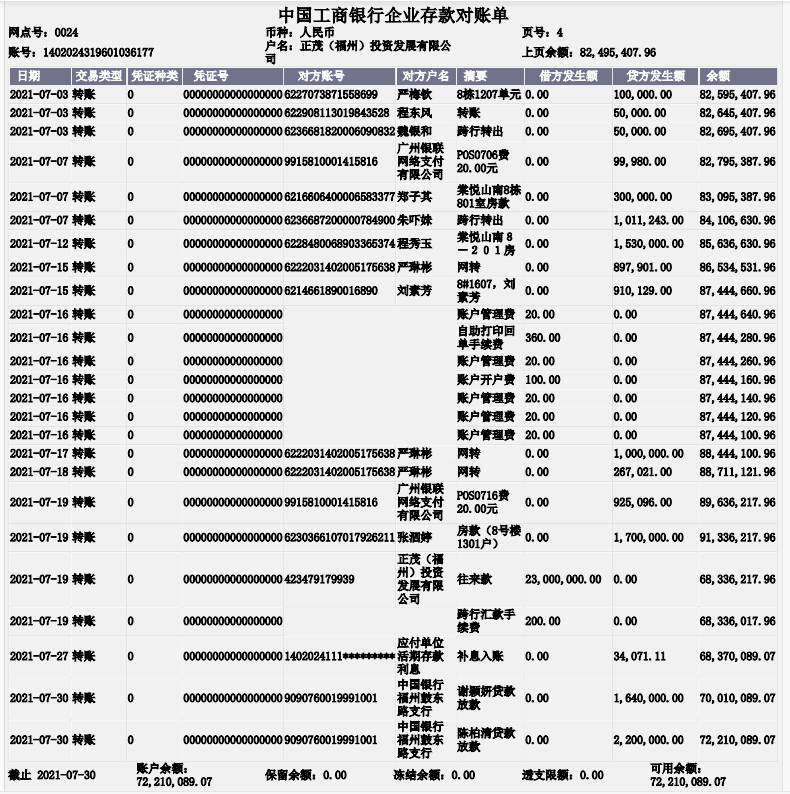 中国工商银行企业存款对账单
网点号：0024 币种：人民币 页号：4
账号：1402024319601036177 户名：正茂（福州）投资发展有限公司 上页余额：82,495,407.96
日期 交易类型 凭证种类 凭证号 对方账号 对方户名 摘要 借方发生额 贷方发生额 余额
2021-07-03 转账 0 00000000000000000 6227073871558699 严梅钦 8栋1207单元 0.00 100,000.00 82,595,407.96
2021-07-03 转账 0 00000000000000000 622908113019843528 程东风 转账 0.00 50,000.00 82,645,407.96
2021-07-03 转账 0 00000000000000000 6236681820006090832 魏银和 跨行转出 0.00 50,000.00 82,695,407.96
2021-07-07 转账 0 00000000000000000 9915810001415816 广州银联网络支付有限公司 POS0706费20.00元 0.00 99,980.00 82,795,387.96
2021-07-07 转账 0 00000000000000000 6216606400006583377 郑子其 棠悦山南8栋801室房款 0.00 300,000.00 83,095,387.96
2021-07-07 转账 0 00000000000000000 6236687200000784900 朱吓妹 跨行转出 0.00 1,011,243.00 84,106,630.96
2021-07-12 转账 0 00000000000000000 6228480068903365374 程秀玉 棠悦山南８－２０１房 0.00 1,530,000.00 85,636,630.96
2021-07-15 转账 0 00000000000000000 6222031402005175638 严琳彬 网转 0.00 897,901.00 86,534,531.96
2021-07-15 转账 0 00000000000000000 6214661890016890 刘素芳 8#1607，刘素芳 0.00 910,129.00 87,444,660.96
2021-07-16 转账 0 00000000000000000 账户管理费 20.00 0.00 87,444,640.96
2021-07-16 转账 0 00000000000000000 自助打印回单手续费 360.00 0.00 87,444,280.96
2021-07-16 转账 0 00000000000000000 账户管理费 20.00 0.00 87,444,260.96
2021-07-16 转账 0 00000000000000000 账户开户费 100.00 0.00 87,444,160.96
2021-07-16 转账 0 00000000000000000 账户管理费 20.00 0.00 87,444,140.96
2021-07-16 转账 0 00000000000000000 账户管理费 20.00 0.00 87,444,120.96
2021-07-16 转账 0 00000000000000000 账户管理费 20.00 0.00 87,444,100.96
2021-07-17 转账 0 00000000000000000 6222031402005175638 严琳彬 网转 0.00 1,000,000.00 88,444,100.96
2021-07-18 转账 0 00000000000000000 6222031402005175638 严琳彬 网转 0.00 267,021.00 88,711,121.96
2021-07-19 转账 0 00000000000000000 9915810001415816 广州银联网络支付有限公司 POS0716费20.00元 0.00 925,096.00 89,636,217.96
2021-07-19 转账 0 00000000000000000 6230366107017926211 张泗婷 房款（8号楼1301户） 0.00 1,700,000.00 91,336,217.96
2021-07-19 转账 0 00000000000000000 423479179939 正茂（福州）投资发展有限公司 往来款 23,000,000.00 0.00 68,336,217.96
2021-07-19 转账 0 00000000000000000 跨行汇款手续费 200.00 0.00 68,336,017.96
2021-07-27 转账 0 00000000000000000 1402024111********* 应付单位活期存款利息 补息入账 0.00 34,071.11 68,370,089.07
2021-07-30 转账 0 00000000000000000 9090760019991001 中国银行福州鼓东路支行 谢颖妍贷款放款 0.00 1,640,000.00 70,010,089.07
2021-07-30 转账 0 00000000000000000 9090760019991001 中国银行福州鼓东路支行 陈柏清贷款放款 0.00 2,200,000.00 72,210,089.07
截止 2021-07-30 账户余额：72,210,089.07 保留余额：0.00 冻结余额：0.00 透支限额：0.00 可用余额：72,210,089.07